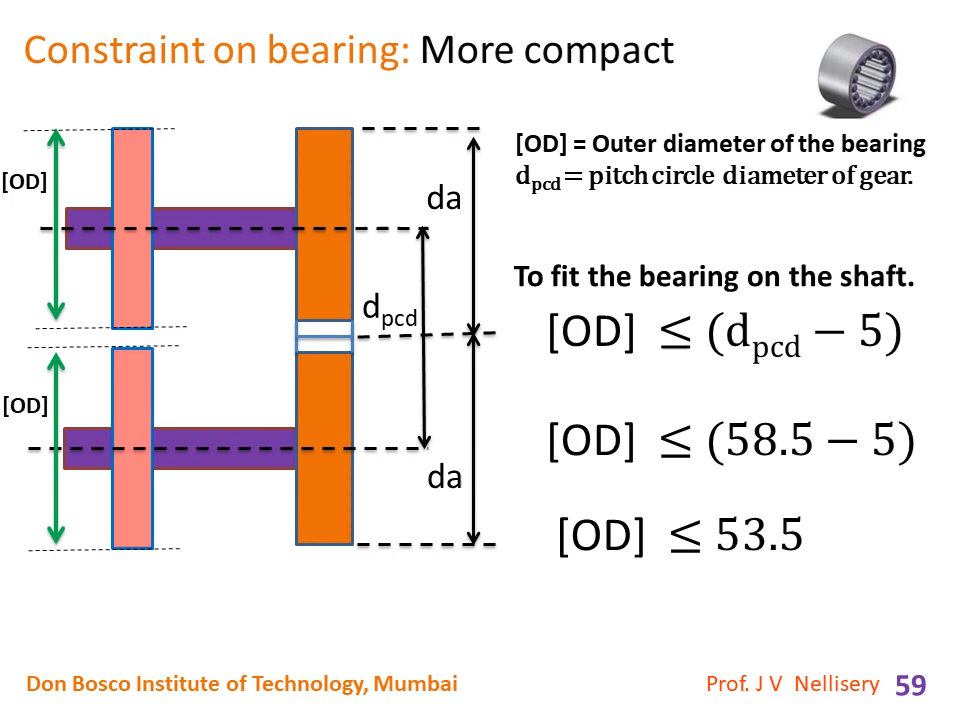 Constraint on bearing: More compact
[OD] = Outer diameter of the bearing
d_pcd = pitch circle diameter of gear.
[OD]
da
d_pcd
To fit the bearing on the shaft.
[OD] ≤ (d_pcd − 5)
[OD]
[OD] ≤ (58.5 − 5)
da
[OD] ≤ 53.5
Don Bosco Institute of Technology, Mumbai
Prof. J V Nellisery 59